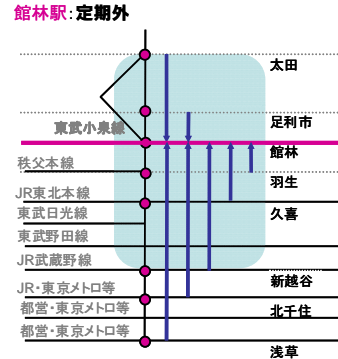 館林駅：定期外
太田
足利市
東武小泉線
館林
秩父本線
羽生
JR東北本線
久喜
東武日光線
東武野田線
JR武蔵野線
新越谷
JR・東京メトロ等
北千住
都営・東京メトロ等
都営・東京メトロ等
浅草